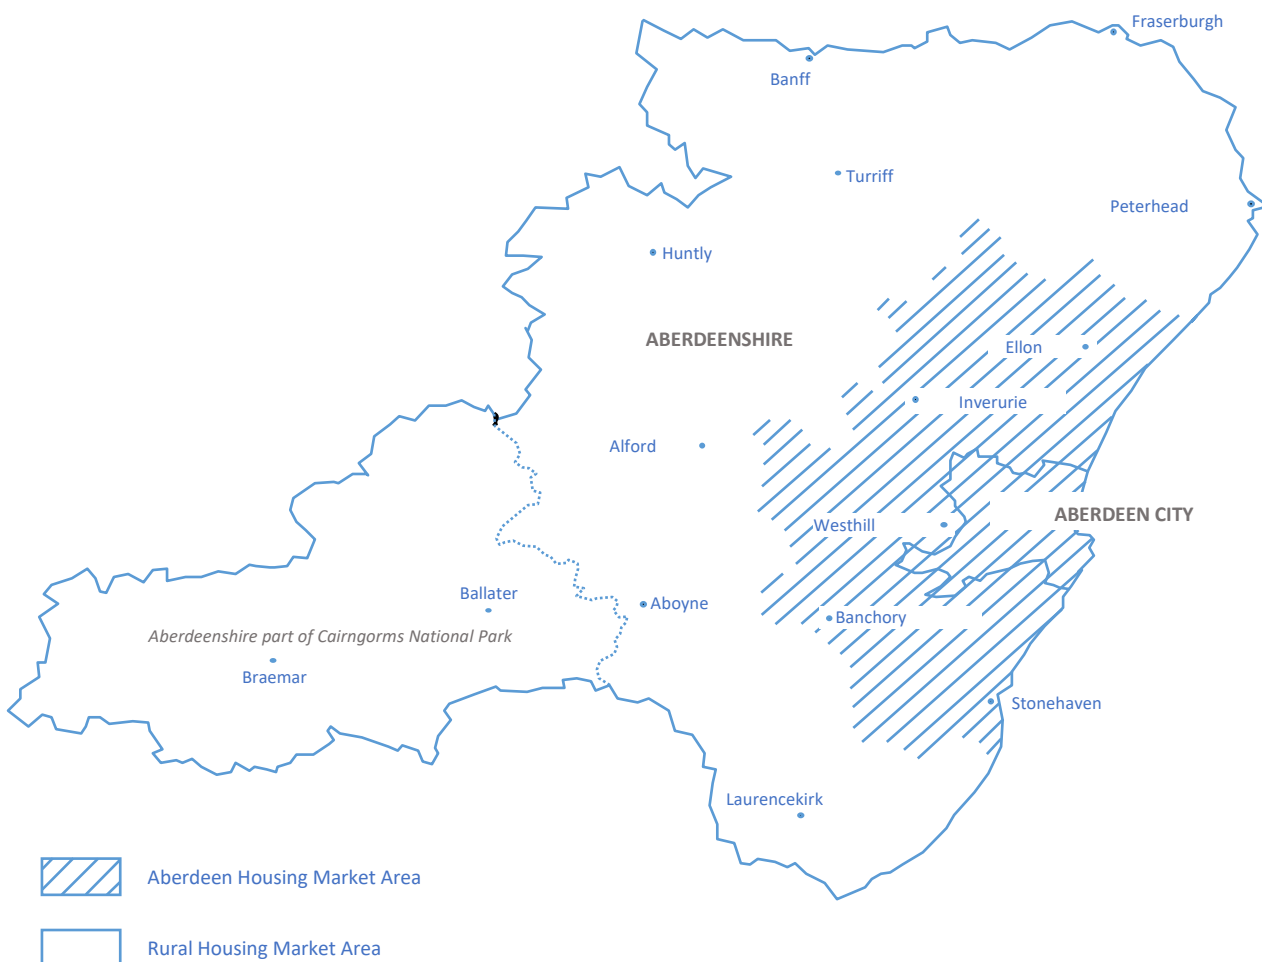 Fraserburgh
Banff
Turriff
Peterhead
Huntly
ABERDEENSHIRE
Ellon
Inverurie
Alford
ABERDEEN CITY
Westhill
Ballater
Aboyne
Banchory
Aberdeenshire part of Cairngorms National Park
Braemar
Stonehaven
Laurencekirk
Aberdeen Housing Market Area
Rural Housing Market Area